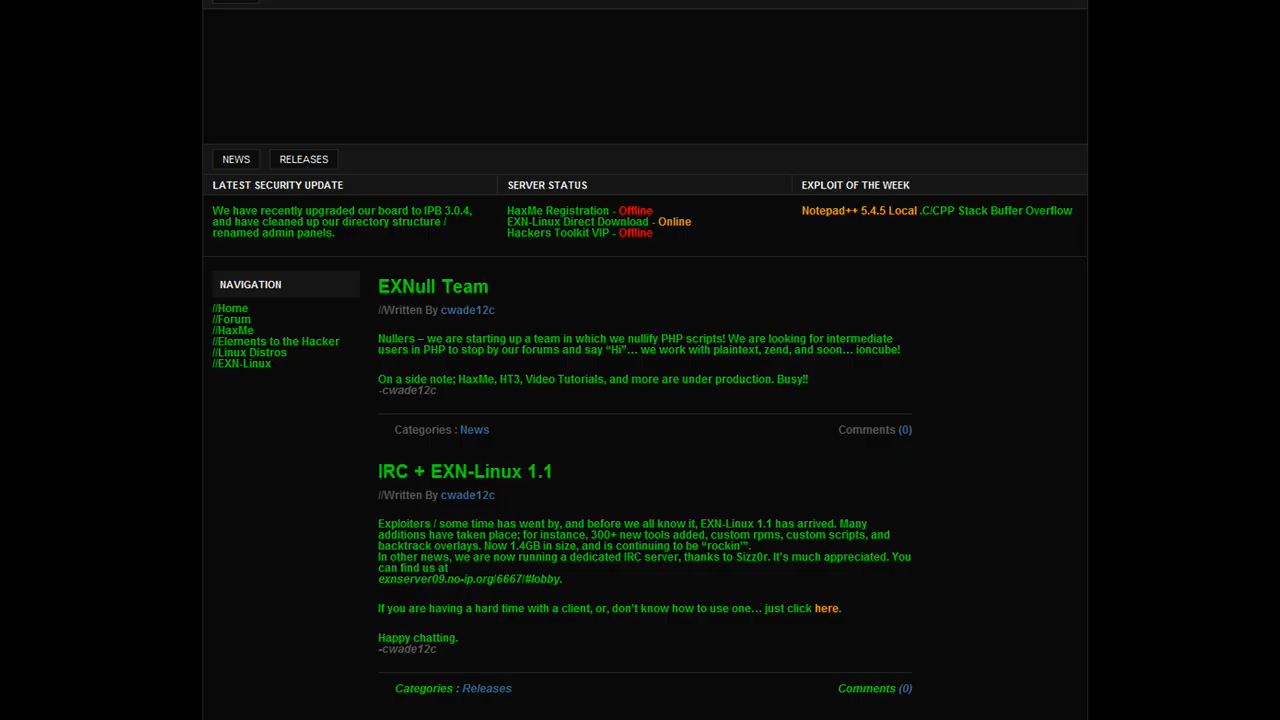 NEWS RELEASES
LATEST SECURITY UPDATE
We have recently upgraded our board to IPB 3.0.4,
and have cleaned up our directory structure /
renamed admin panels.
SERVER STATUS
HaxMe Registration - Offline
EXN-Linux Direct Download - Online
Hackers Toolkit VIP - Offline
EXPLOIT OF THE WEEK
Notepad++ 5.4.5 Local .C/CPP Stack Buffer Overflow
NAVIGATION
//Home
//Forum
//HaxMe
//Elements to the Hacker
//Linux Distros
//EXN-Linux
EXNull Team
//Written By cwade12c
Nullers – we are starting up a team in which we nullify PHP scripts! We are looking for intermediate
users in PHP to stop by our forums and say “Hi”… we work with plaintext, zend, and soon… ioncube!
On a side note; HaxMe, HT3, Video Tutorials, and more are under production. Busy!!
-cwade12c
Categories : News Comments (0)
IRC + EXN-Linux 1.1
//Written By cwade12c
Exploiters / some time has went by, and before we all know it, EXN-Linux 1.1 has arrived. Many
additions have taken place; for instance, 300+ new tools added, custom rpms, custom scripts, and
backtrack overlays. Now 1.4GB in size, and is continuing to be “rockin’”.
In other news, we are now running a dedicated IRC server, thanks to Sizz0r. It's much appreciated. You
can find us at
exnserver09.no-ip.org/6667/#lobby.
If you are having a hard time with a client, or, don't know how to use one… just click here.
Happy chatting.
-cwade12c
Categories : Releases Comments (0)